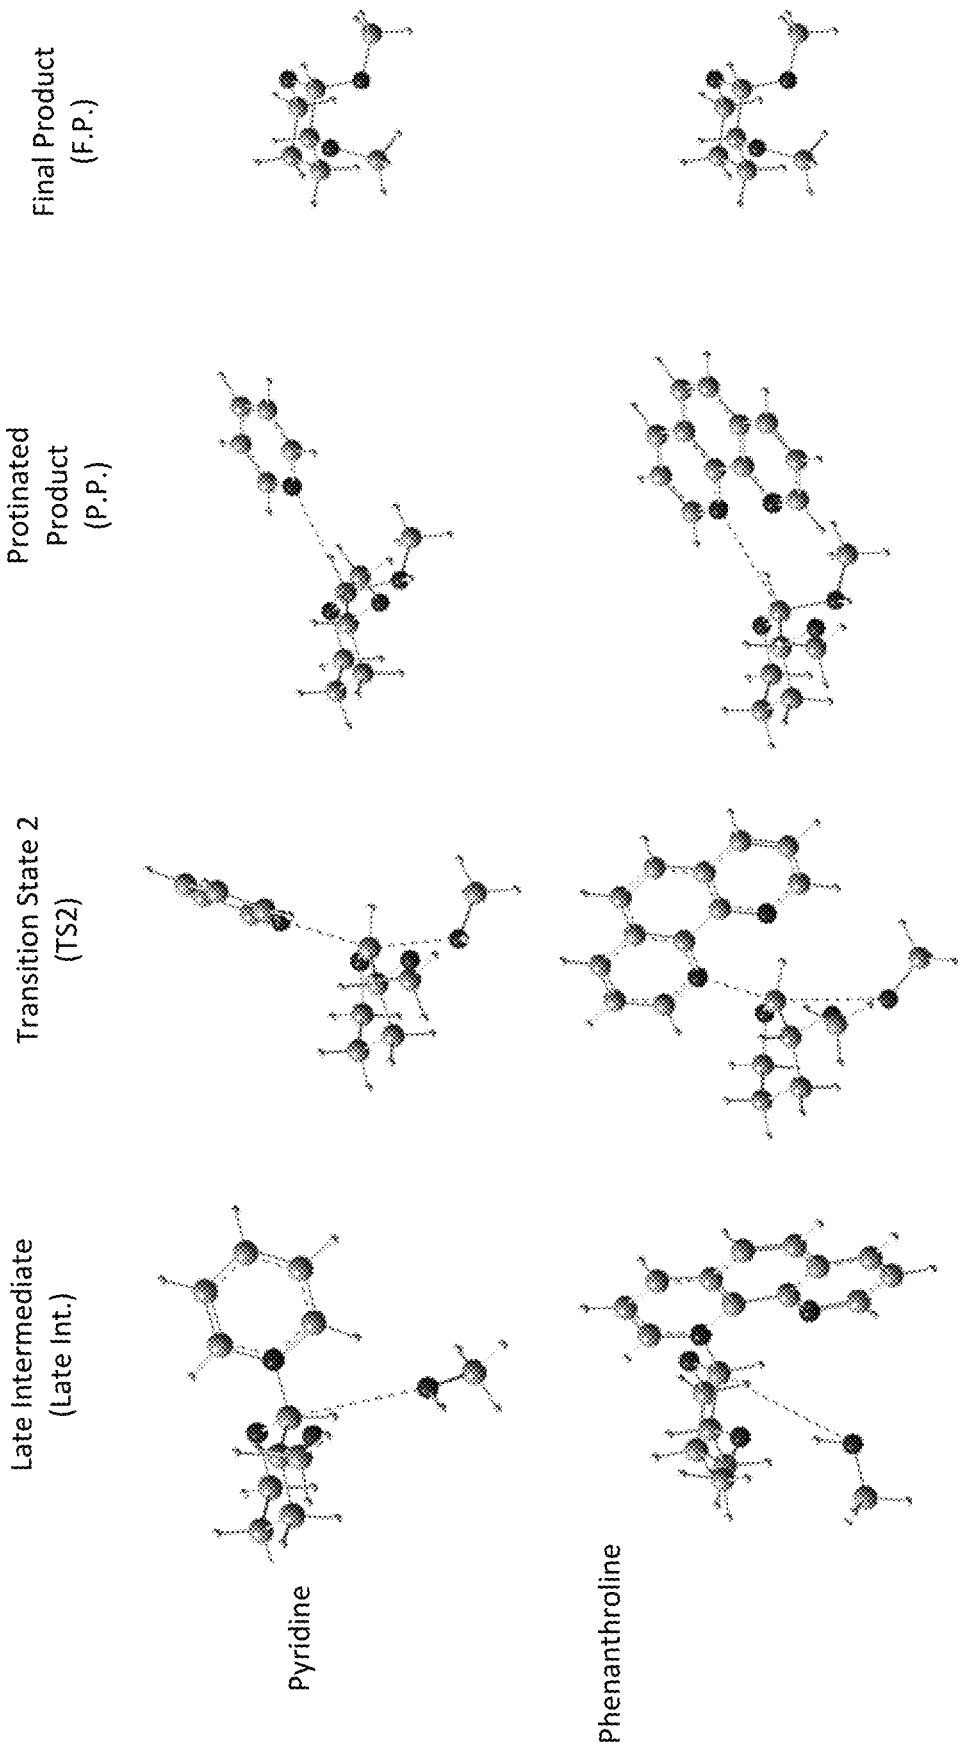 Late Intermediate
(Late Int.)
Transition State 2
(TS2)
Protinated
Product
(P.P.)
Final Product
(F.P.)
Pyridine
Phenanthroline